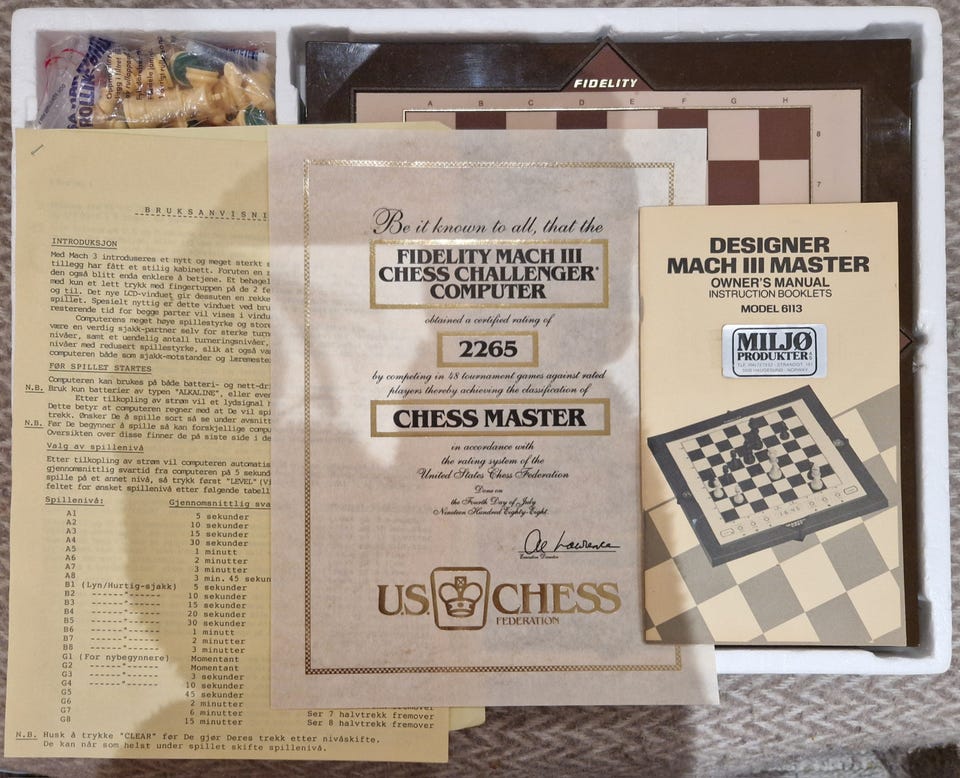 FIDELITY
A B C D E F G H
8
7
BRUKSANVISNI
INTRODUKSJON
Med Mach 3 introduseres et nytt og meget sterkt
tillegg har fått et stilig kabinett. Foruten en
den også blitt enda enklere å betjene. Et behagel
med kun et lett trykk med fingertuppen på de 2 fe
og til. Det nye LCD-vinduet gir dessuten en rekke
spillet. Spesielt nyttig er dette vinduet ved bru
resterende tid for begge parter vil vises i vindu
Computerens meget høye spillestyrke og store
være en verdig sjakk-partner selv for sterke turn
nivåer, samt et uendelig antall turneringsnivåer,
nivåer med redusert spillestyrke, slik at også va
computeren både som sjakk-motstander og læremeste
FØR SPILLET STARTES
Computeren kan brukes på både batteri- og nett-dri
N.B. Bruk kun batterier av typen "ALKALINE", eller eve
Etter tilkopling av strøm vil et lydsignal h
Dette betyr at computeren regner med at De vil spi
trekk. Ønsker De å spille sort så se under avsnitt
N.B. Før De begynner å spille så kan forskjellige compu
Oversikten over disse finner de på siste side i de
Valg av spillenivå
Etter tilkopling av strøm vil computeren automatis
gjennomsnittlig svartid fra computeren på 5 sekund
spille på et annet nivå, så trykk først "LEVEL" (Vi
feltet for ønsket spillenivå etter følgende tabell
Spillenivå: Gjennomsnittlig sva
A1 5 sekunder
A2 10 sekunder
A3 15 sekunder
A4 30 sekunder
A5 1 minutt
A6 2 minutter
A7 3 minutter
A8 3 min. 45 sekun
B1 (Lyn/Hurtig-sjakk) 5 sekunder
B2 ------"------ 10 sekunder
B3 ------"------ 15 sekunder
B4 ------"------ 20 sekunder
B5 ------"------ 30 sekunder
B6 ------"------ 1 minutt
B7 ------"------ 2 minutter
B8 ------"------ 3 minutter
G1 (For nybegynnere) Momentant
G2 ------"------ Momentant
G3 ------"------ 3 sekunder
G4 ------"------ 10 sekunder
G5 45 sekunder
G6 2 minutter
G7 6 minutter Ser 7 halvtrekk fremover
G8 15 minutter Ser 8 halvtrekk fremover
N.B. Husk å trykke "CLEAR" før De gjør Deres trekk etter nivåskifte.
De kan når som helst under spillet skifte spillenivå.
Be it known to all, that the
FIDELITY MACH III
CHESS CHALLENGER®
COMPUTER
obtained a certified rating of
2265
by competing in 48 tournament games against rated
players thereby achieving the classification of
CHESS MASTER
in accordance with
the rating system of the
United States Chess Federation
Done on
the Fourth Day of July
Nineteen Hundred Eighty-Eight.
Al Lawrence
Executive Director
U.S. CHESS
FEDERATION
DESIGNER
MACH III MASTER
OWNER'S MANUAL
INSTRUCTION BOOKLETS
MODEL 6113
MILJØ
PRODUKTER